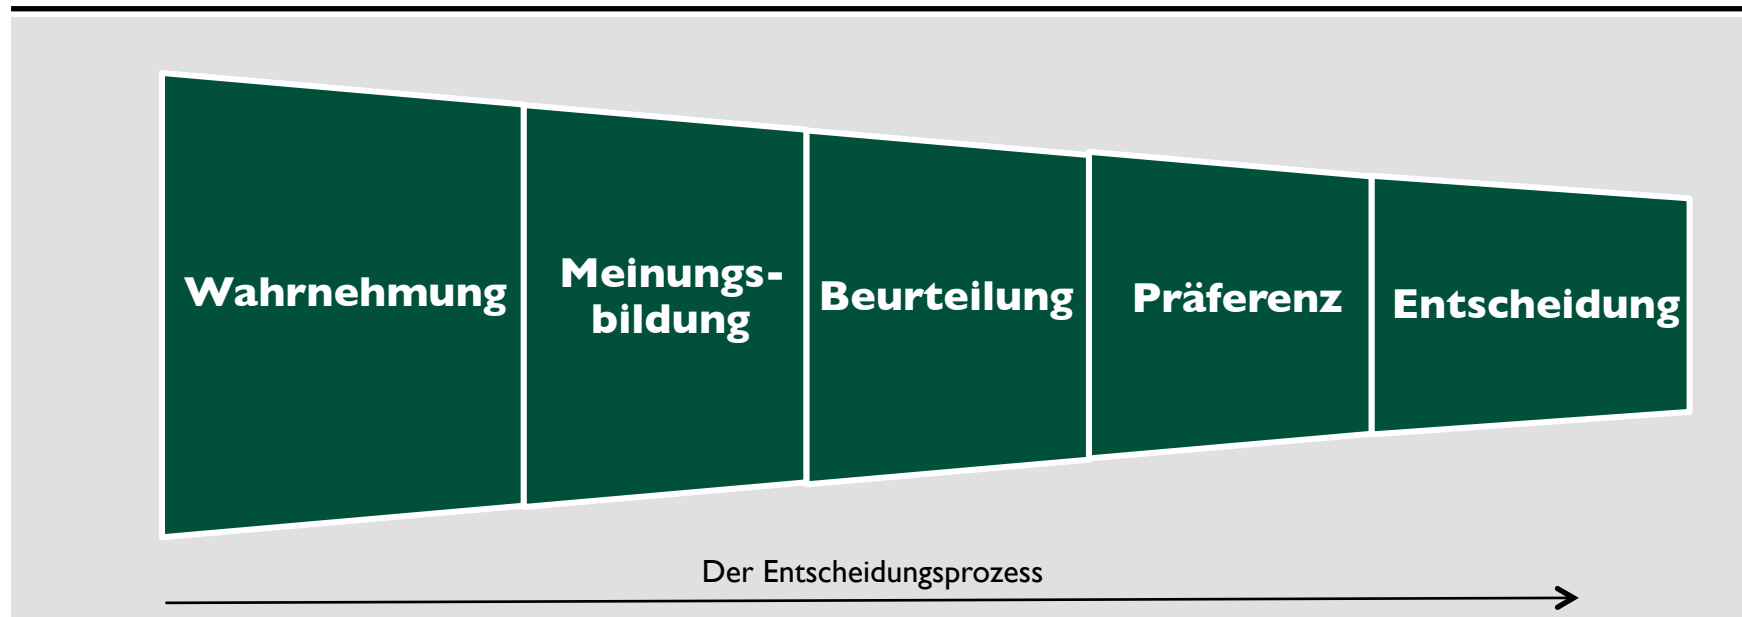 Wahrnehmung
Meinungs-
bildung
Beurteilung
Präferenz
Entscheidung
Der Entscheidungsprozess